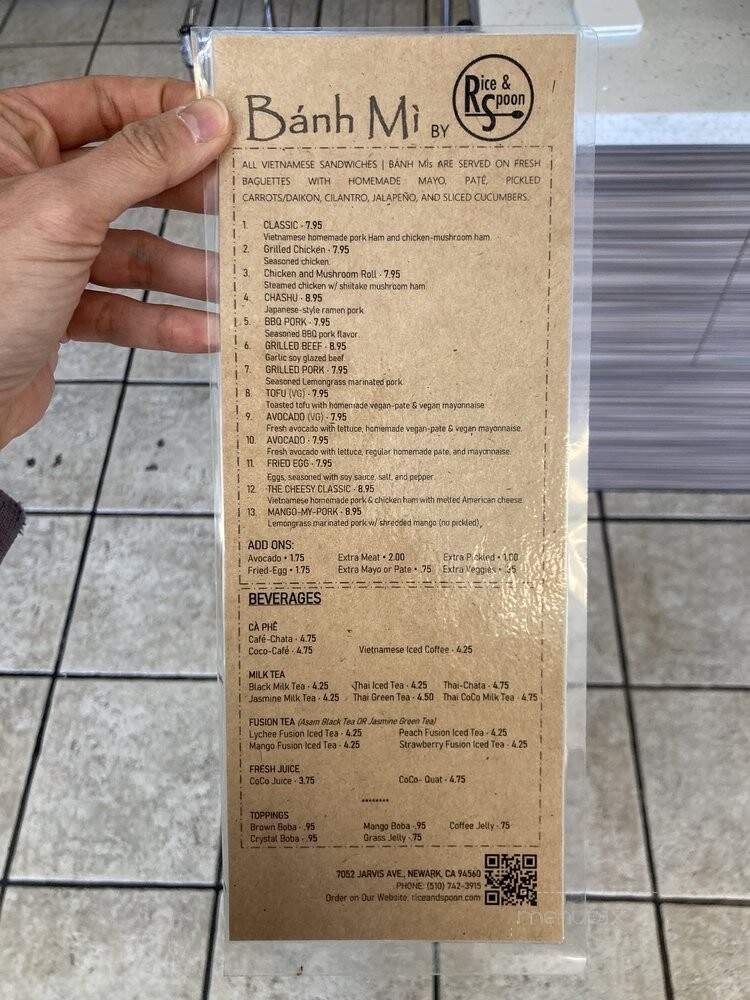 Bánh Mì BY Rice & Spoon
ALL VIETNAMESE SANDWICHES | BÁNH Mìs ARE SERVED ON FRESH
BAGUETTES WITH HOMEMADE MAYO, PATÉ, PICKLED
CARROTS/DAIKON, CILANTRO, JALAPEÑO, AND SLICED CUCUMBERS.
1. CLASSIC - 7.95
Vietnamese homemade pork Ham and chicken-mushroom ham.
2. Grilled Chicken - 7.95
Seasoned chicken.
3. Chicken and Mushroom Roll - 7.95
Steamed chicken w/ shiitake mushroom ham.
4. CHASHU - 8.95
Japanese-style ramen pork
5. BBQ PORK - 7.95
Seasoned BBQ pork flavor
6. GRILLED BEEF - 8.95
Garlic soy glazed beef
7. GRILLED PORK - 7.95
Seasoned Lemongrass marinated pork
8. TOFU (VG) - 7.95
Toasted tofu with homemade vegan-pate & vegan mayonnaise
9. AVOCADO (VG) - 7.95
Fresh avocado with lettuce, homemade vegan-pate & vegan mayonnaise.
10. AVOCADO - 7.95
Fresh avocado with lettuce, regular homemade pate, and mayonnaise.
11. FRIED EGG - 7.95
Eggs, seasoned with soy sauce, salt, and pepper.
12. THE CHEESY CLASSIC - 8.95
Vietnamese homemade pork & chicken ham with melted American cheese.
13. MANGO-MY-PORK - 8.95
Lemongrass marinated pork w/ shredded mango (no pickled)
ADD ONS:
Avocado • 1.75 Extra Meat • 2.00 Extra Pickled • 1.00
Fried-Egg • 1.75 Extra Mayo or Pate • .75 Extra Veggies •
BEVERAGES
CÀ PHÊ
Café-Chata - 4.75
Coco-Café - 4.75 Vietnamese Iced Coffee - 4.25
MILK TEA
Black Milk Tea - 4.25 Thai Iced Tea - 4.25 Thai-Chata - 4.75
Jasmine Milk Tea - 4.25 Thai Green Tea - 4.50 Thai CoCo Milk Tea - 4.75
FUSION TEA (Asam Black Tea OR Jasmine Green Tea)
Lychee Fusion Iced Tea - 4.25 Peach Fusion Iced Tea - 4.25
Mango Fusion Iced Tea - 4.25 Strawberry Fusion Iced Tea - 4.25
FRESH JUICE
CoCo Juice - 3.75 CoCo- Quat - 4.75
********
TOPPINGS
Brown Boba - .95 Mango Boba - .95 Coffee Jelly - .75
Crystal Boba - .95 Grass Jelly - .75
7052 JARVIS AVE., NEWARK, CA 94560
PHONE: (510) 742-3915
Order on Our Website: riceandspoon.com